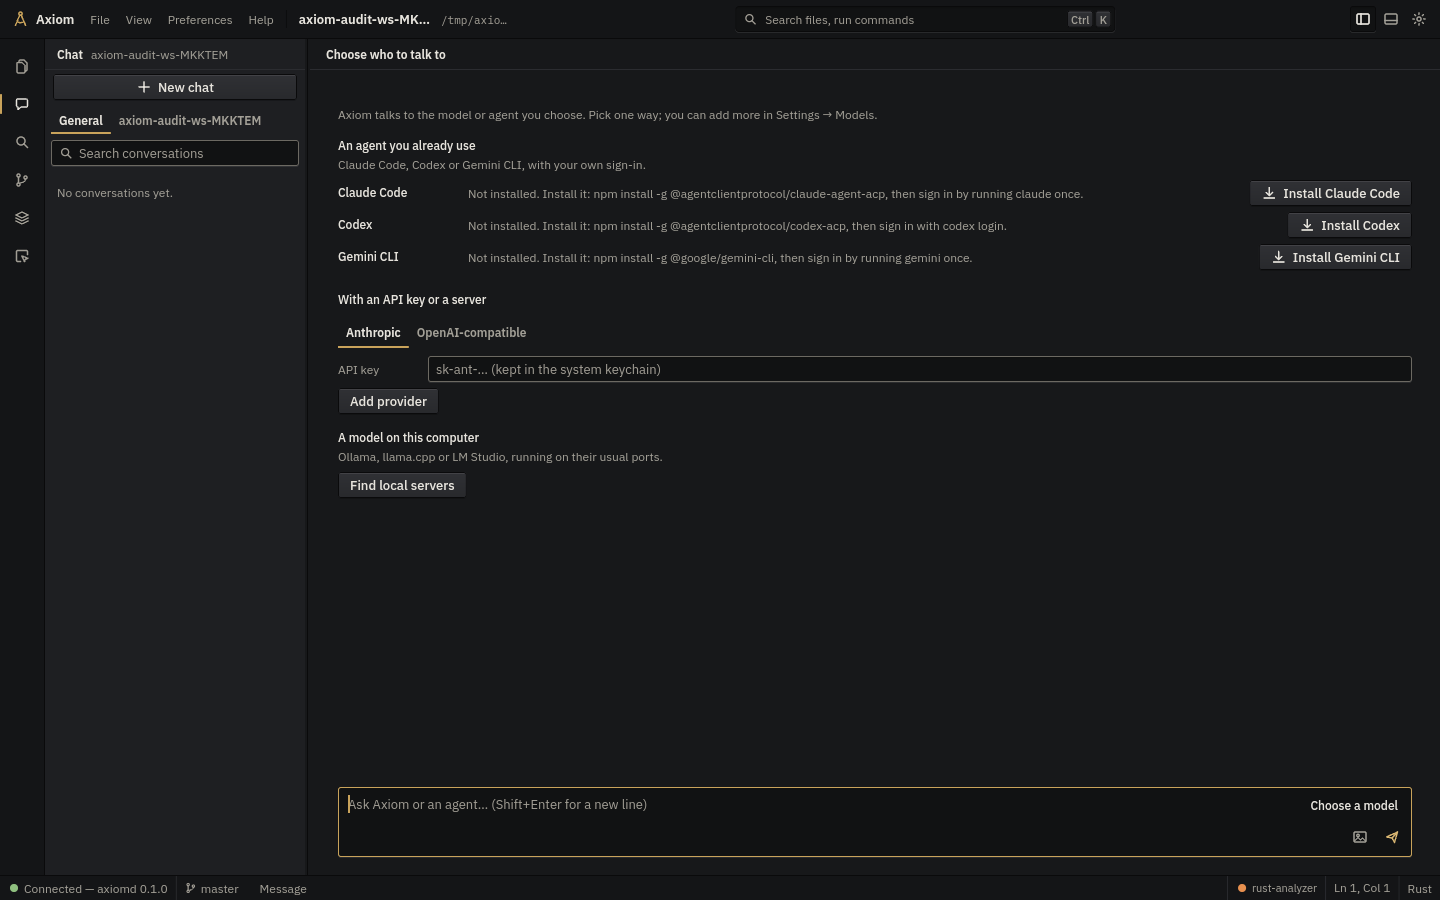 Axiom File View Preferences Help axiom-audit-ws-MK... /tmp/axio... Search files, run commands Ctrl K
Chat axiom-audit-ws-MKKTEM
New chat
General axiom-audit-ws-MKKTEM
Search conversations
No conversations yet.
Choose who to talk to
Axiom talks to the model or agent you choose. Pick one way; you can add more in Settings → Models.
An agent you already use
Claude Code, Codex or Gemini CLI, with your own sign-in.
Claude Code Not installed. Install it: npm install -g @agentclientprotocol/claude-agent-acp, then sign in by running claude once. Install Claude Code
Codex Not installed. Install it: npm install -g @agentclientprotocol/codex-acp, then sign in with codex login. Install Codex
Gemini CLI Not installed. Install it: npm install -g @google/gemini-cli, then sign in by running gemini once. Install Gemini CLI
With an API key or a server
Anthropic OpenAI-compatible
API key sk-ant-... (kept in the system keychain)
Add provider
A model on this computer
Ollama, llama.cpp or LM Studio, running on their usual ports.
Find local servers
Ask Axiom or an agent... (Shift+Enter for a new line) Choose a model
Connected — axiomd 0.1.0 master Message rust-analyzer Ln 1, Col 1 Rust